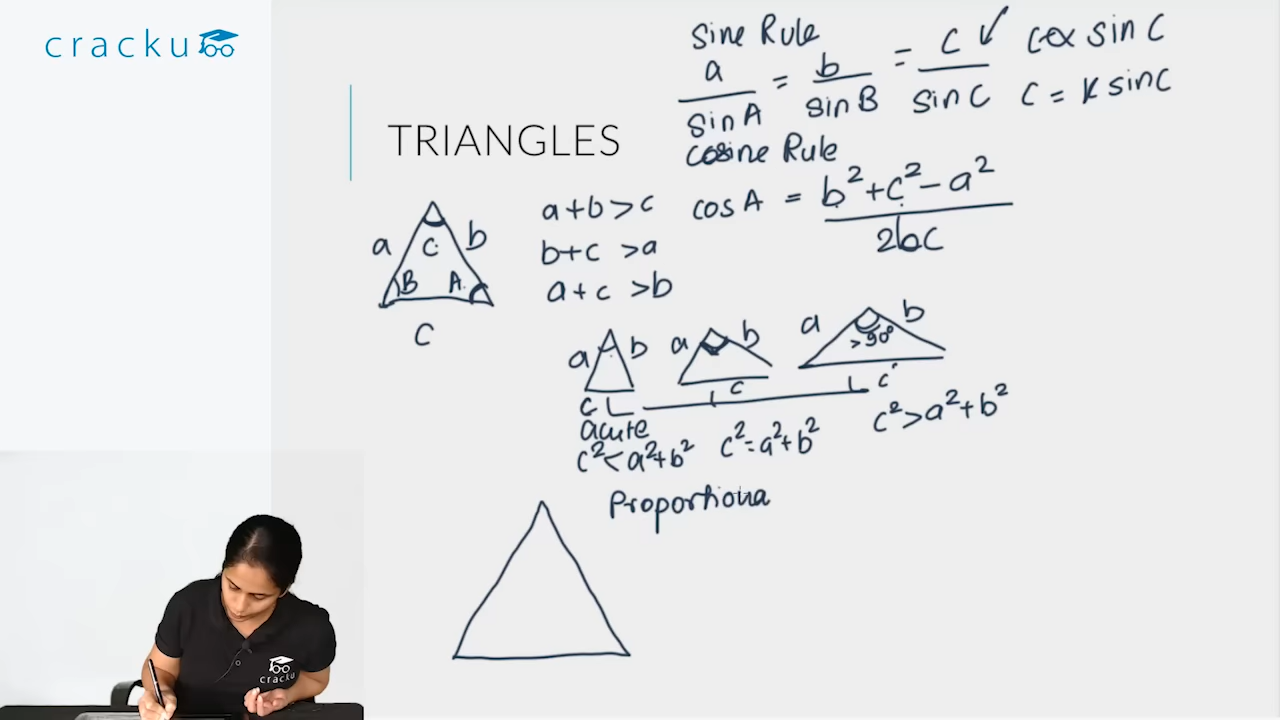 cracku
TRIANGLES
Sine Rule
a/sin A = b/sin B = c/sin C
c ∝ sin C
c = k sin C
cosine Rule
cos A = (b²+c²-a²)/2bc
a b
C
B A
C
a+b>c
b+c >a
a+c >b
a b
c
acute
c²<a²+b²
a b
c
c²=a²+b²
a b
>90°
c
c²>a²+b²
Proportiona
cracku